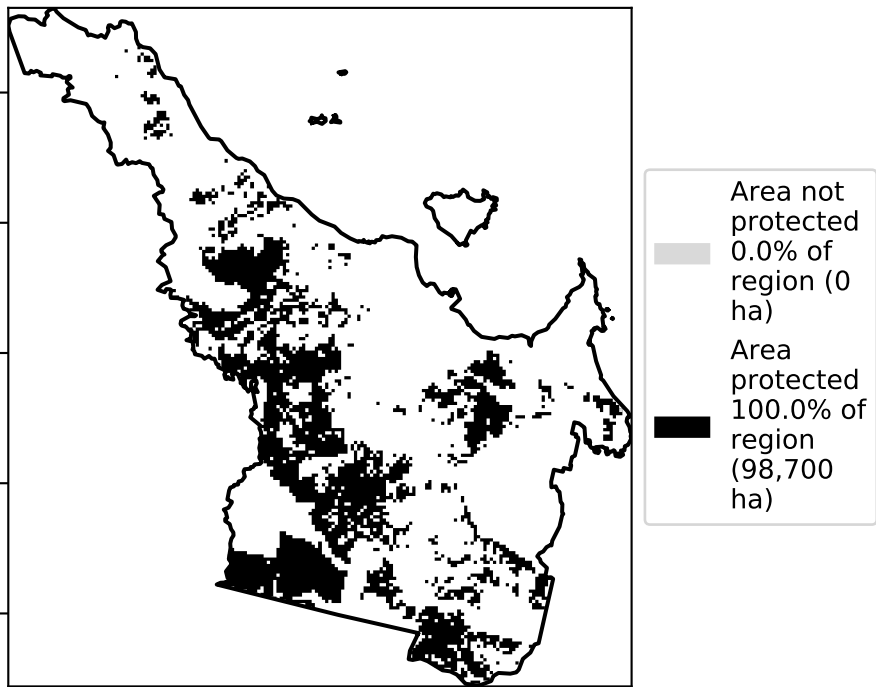 Area not
protected
0.0% of
region (0
ha)
Area
protected
100.0% of
region
(98,700
ha)